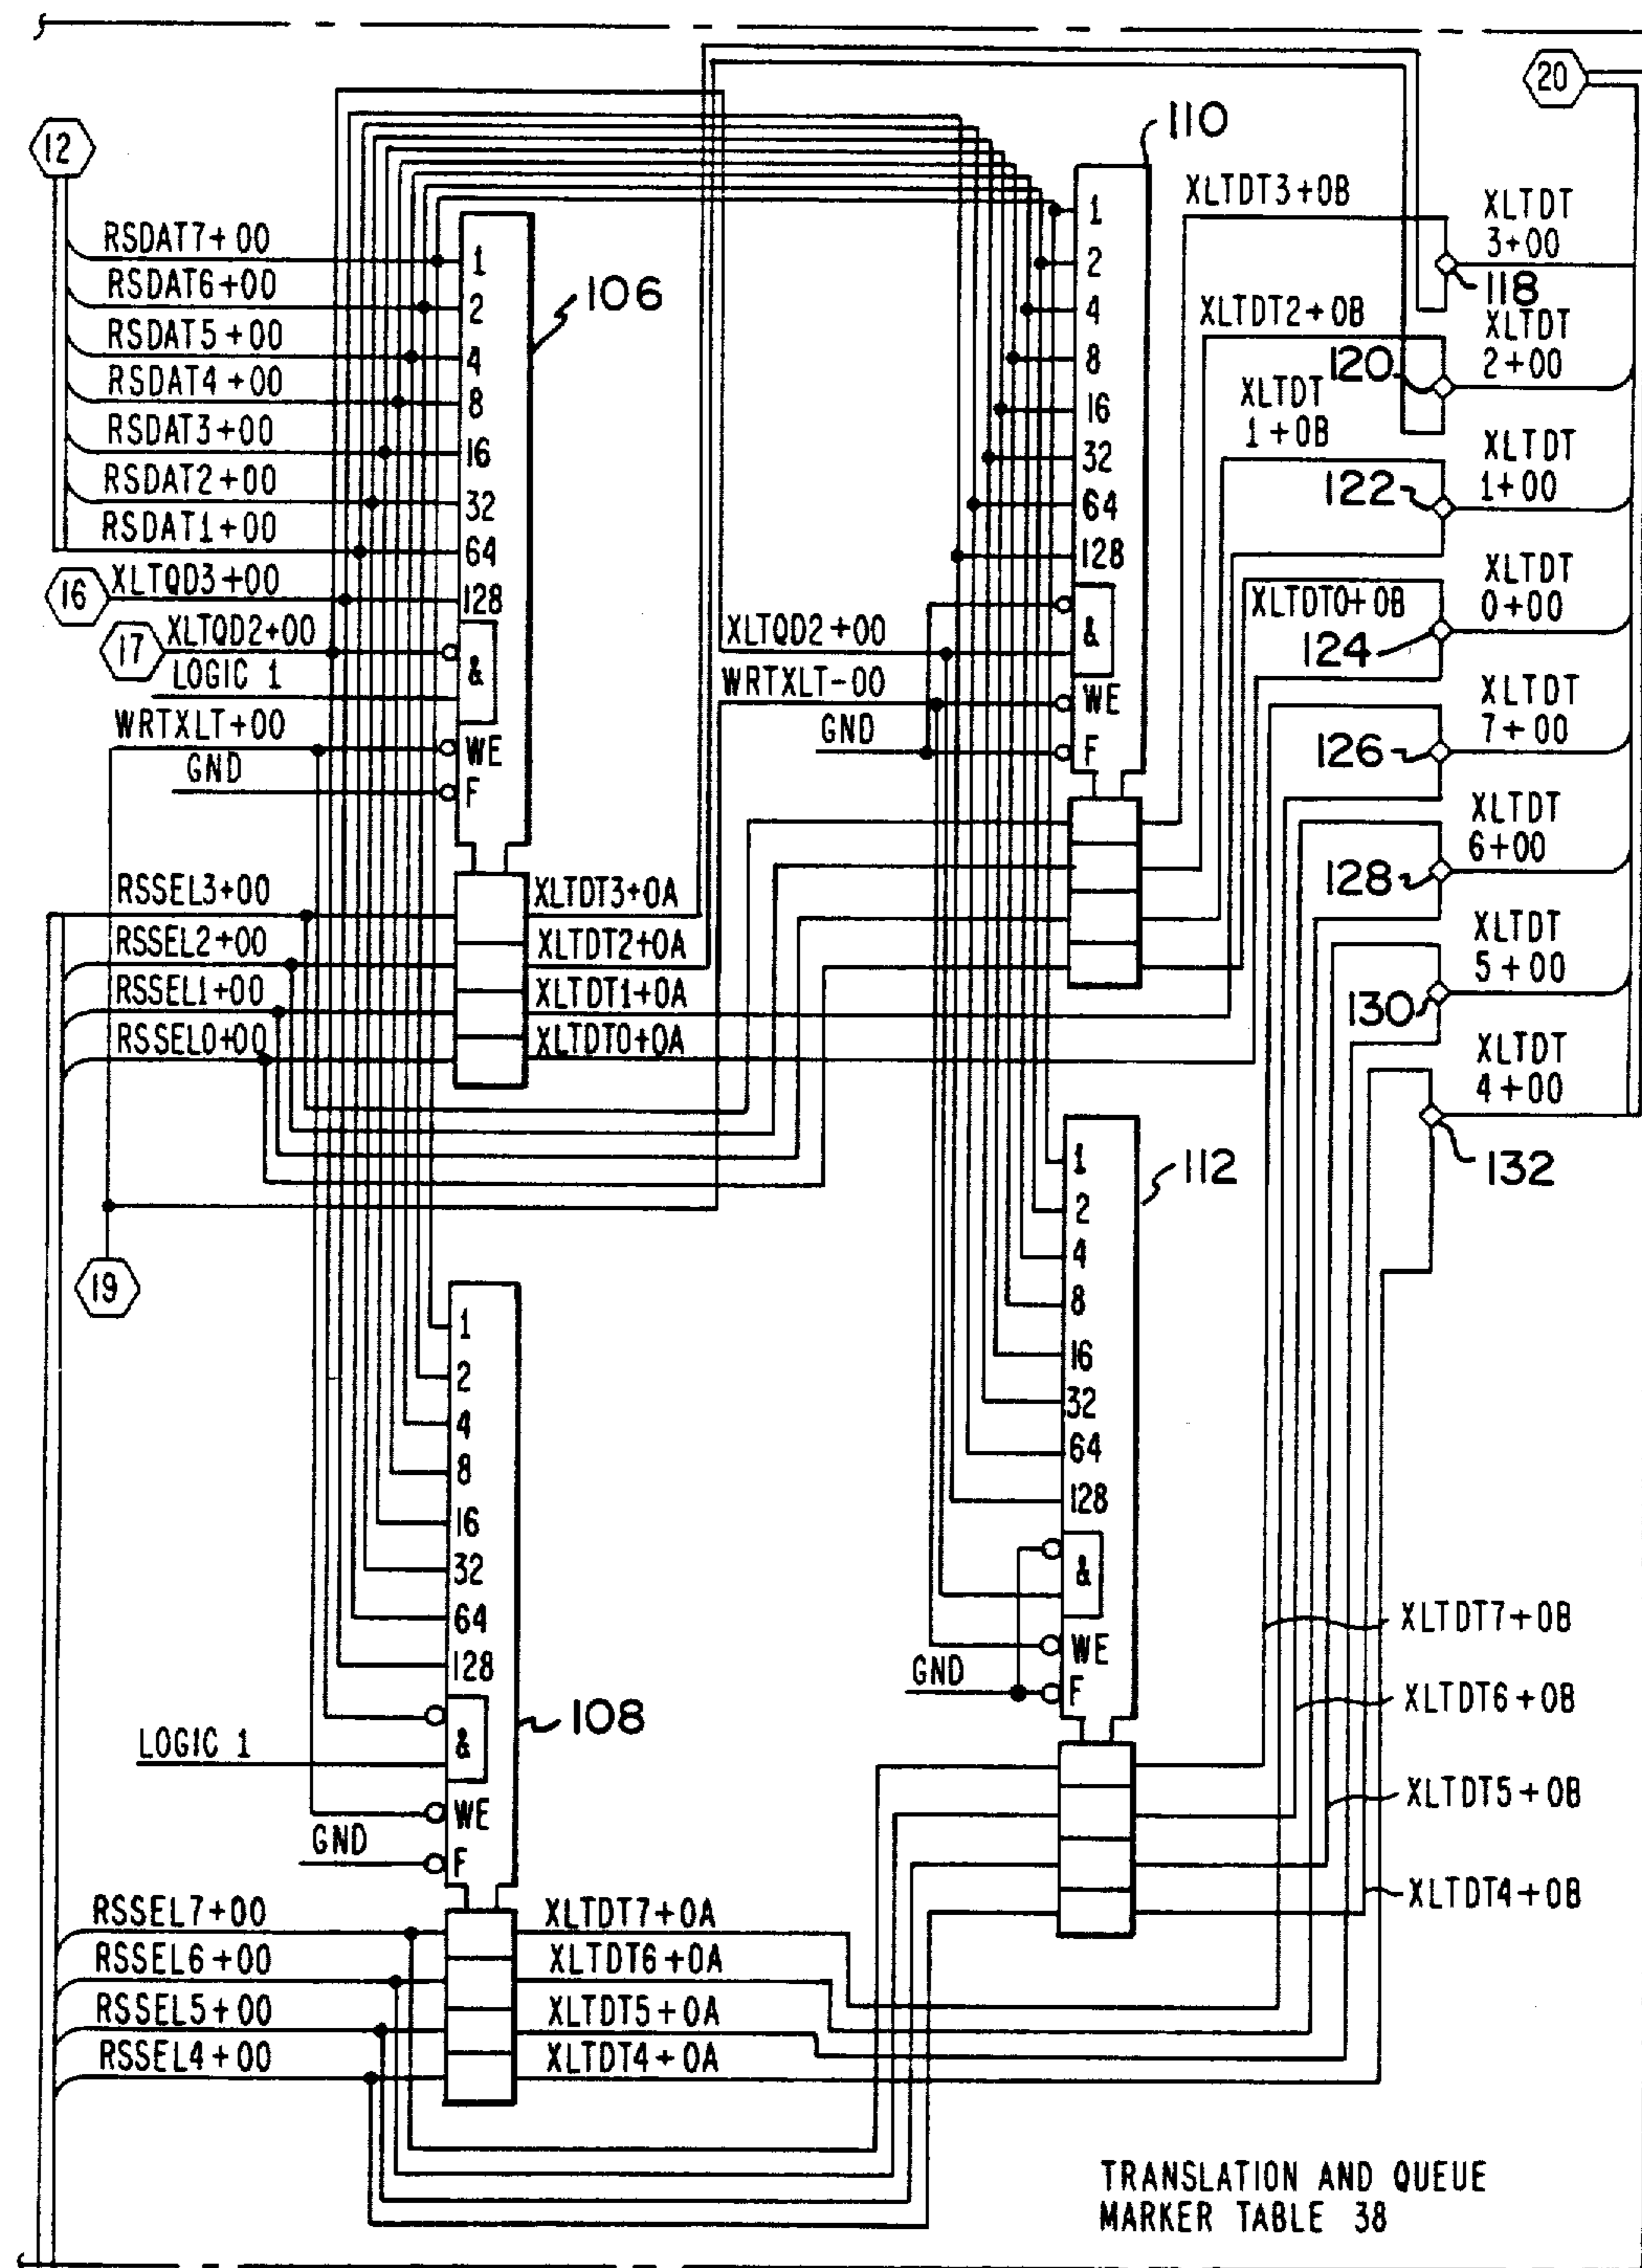 20
12
110
1
2
4
8
16
32
64
128
&
WE
F
RSDAT7+00
RSDAT6+00
RSDAT5+00
RSDAT4+00
RSDAT3+00
RSDAT2+00
RSDAT1+00
16
XLTQD3+00
17
XLTQD2+00
LOGIC 1
WRTXLT+00
GND
1
2
4
8
16
32
64
128
&
WE
F
106
XLTQD2+00
WRTXLT-00
GND
XLTDT3+0B
XLTDT2+0B
XLTDT
1+0B
XLTDT0+0B
XLTDT
3+00
118
XLTDT
2+00
120
XLTDT
1+00
122
XLTDT
0+00
124
XLTDT
7+00
126
XLTDT
6+00
128
XLTDT
5+00
130
XLTDT
4+00
132
RSSEL3+00
RSSEL2+00
RSSEL1+00
RSSEL0+00
XLTDT3+0A
XLTDT2+0A
XLTDT1+0A
XLTDT0+0A
19
112
1
2
4
8
16
32
64
128
&
WE
F
GND
1
2
4
8
16
32
64
128
&
WE
F
108
LOGIC 1
GND
XLTDT7+0B
XLTDT6+0B
XLTDT5+0B
XLTDT4+0B
RSSEL7+00
RSSEL6+00
RSSEL5+00
RSSEL4+00
XLTDT7+0A
XLTDT6+0A
XLTDT5+0A
XLTDT4+0A
TRANSLATION AND QUEUE
MARKER TABLE 38